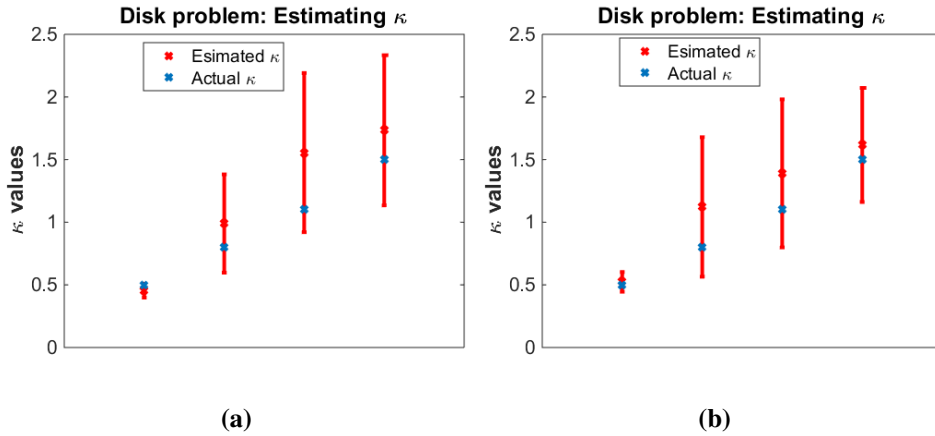 Disk problem: Estimating κ
2.5
2
1.5
1
0.5
0
κ values
Esimated κ
Actual κ
(a)
Disk problem: Estimating κ
2.5
2
1.5
1
0.5
0
κ values
Esimated κ
Actual κ
(b)